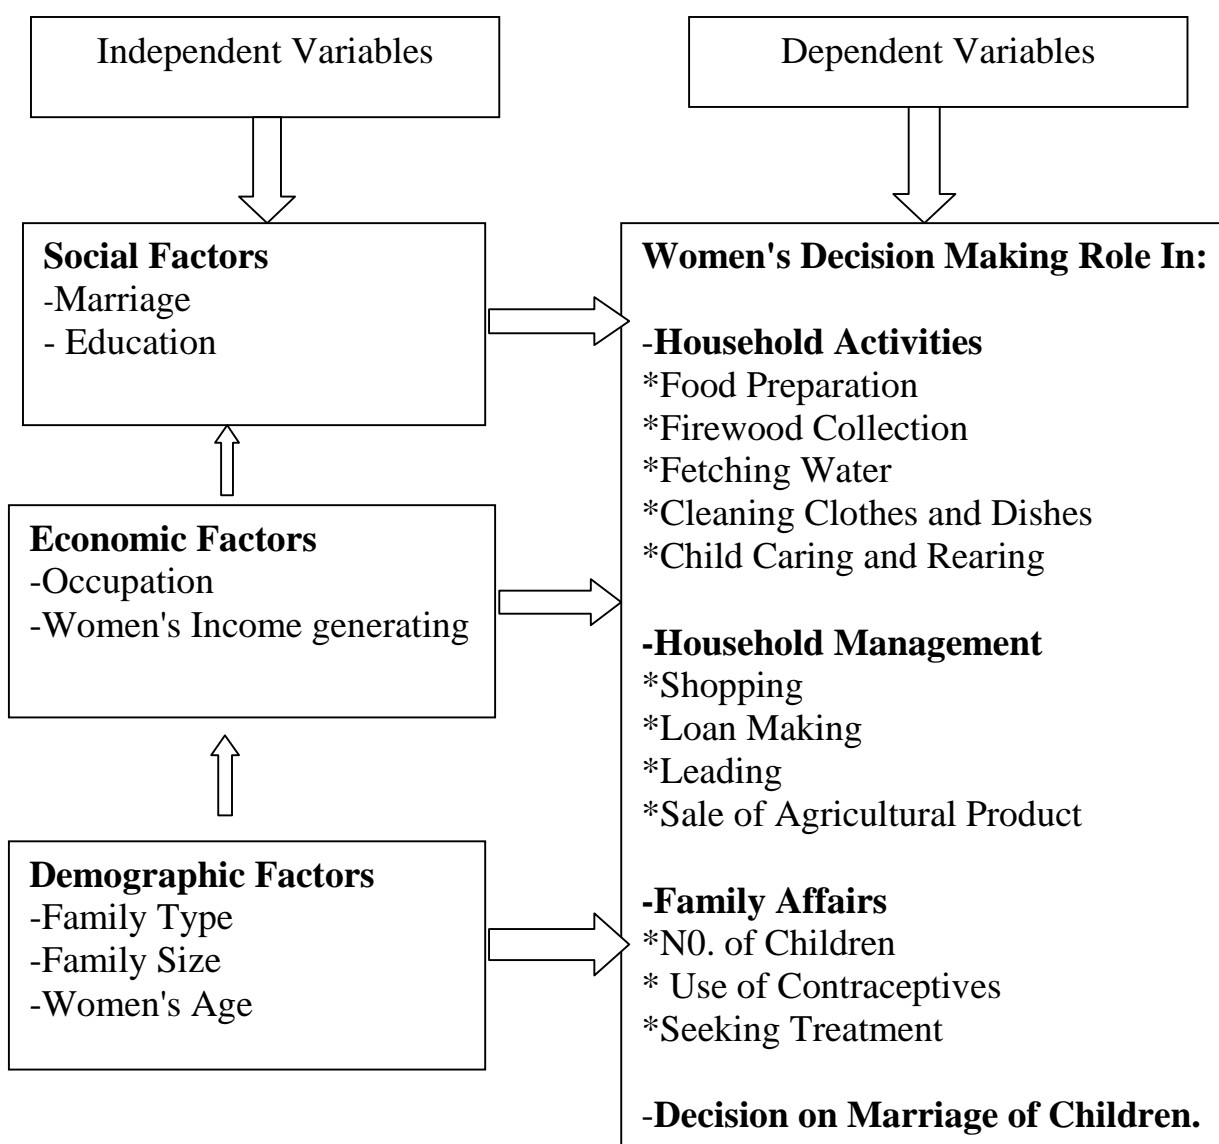 Independent Variables
Dependent Variables
Social Factors
-Marriage
- Education
Economic Factors
-Occupation
-Women's Income generating
Demographic Factors
-Family Type
-Family Size
-Women's Age
Women's Decision Making Role In:
-Household Activities
*Food Preparation
*Firewood Collection
*Fetching Water
*Cleaning Clothes and Dishes
*Child Caring and Rearing
-Household Management
*Shopping
*Loan Making
*Leading
*Sale of Agricultural Product
-Family Affairs
*N0. of Children
* Use of Contraceptives
*Seeking Treatment
-Decision on Marriage of Children.